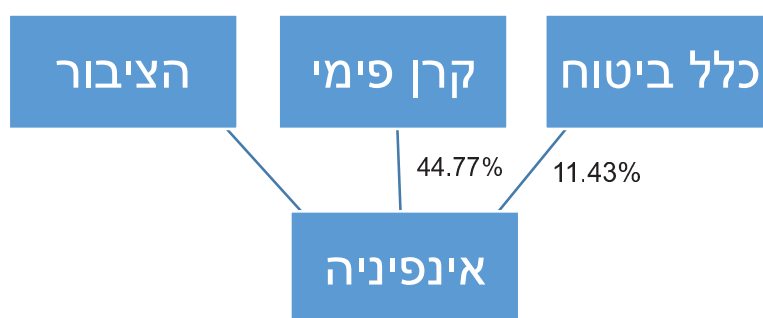 כלל ביטוח
קרן פימי
הציבור
11.43%
44.77%
אינפיניה